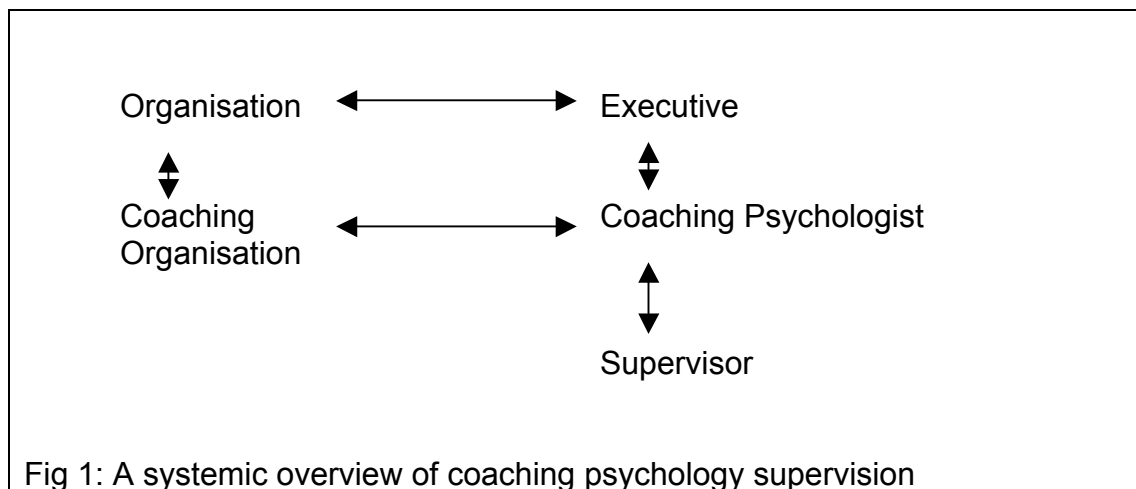 Organisation Executive
Coaching Coaching Psychologist
Organisation
Supervisor
Fig 1: A systemic overview of coaching psychology supervision